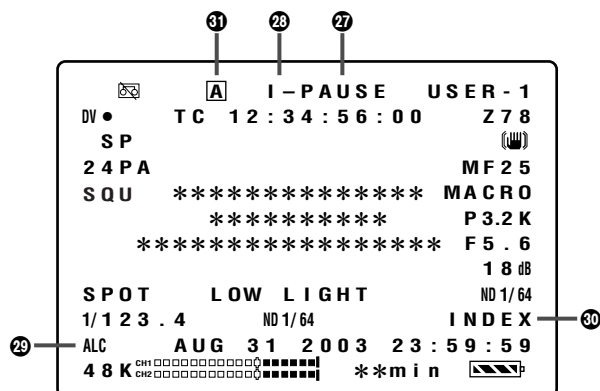 31 28 27
A I–PAUSE USER-1
DV ● TC 12:34:56:00 Z78
SP
24PA MF25
SQU ************** MACRO
********** P3.2K
***************** F5.6
18dB
SPOT LOW LIGHT ND1/64
1/123.4 ND1/64 INDEX 30
29 ALC AUG 31 2003 23:59:59
48K CH1 CH2 **min